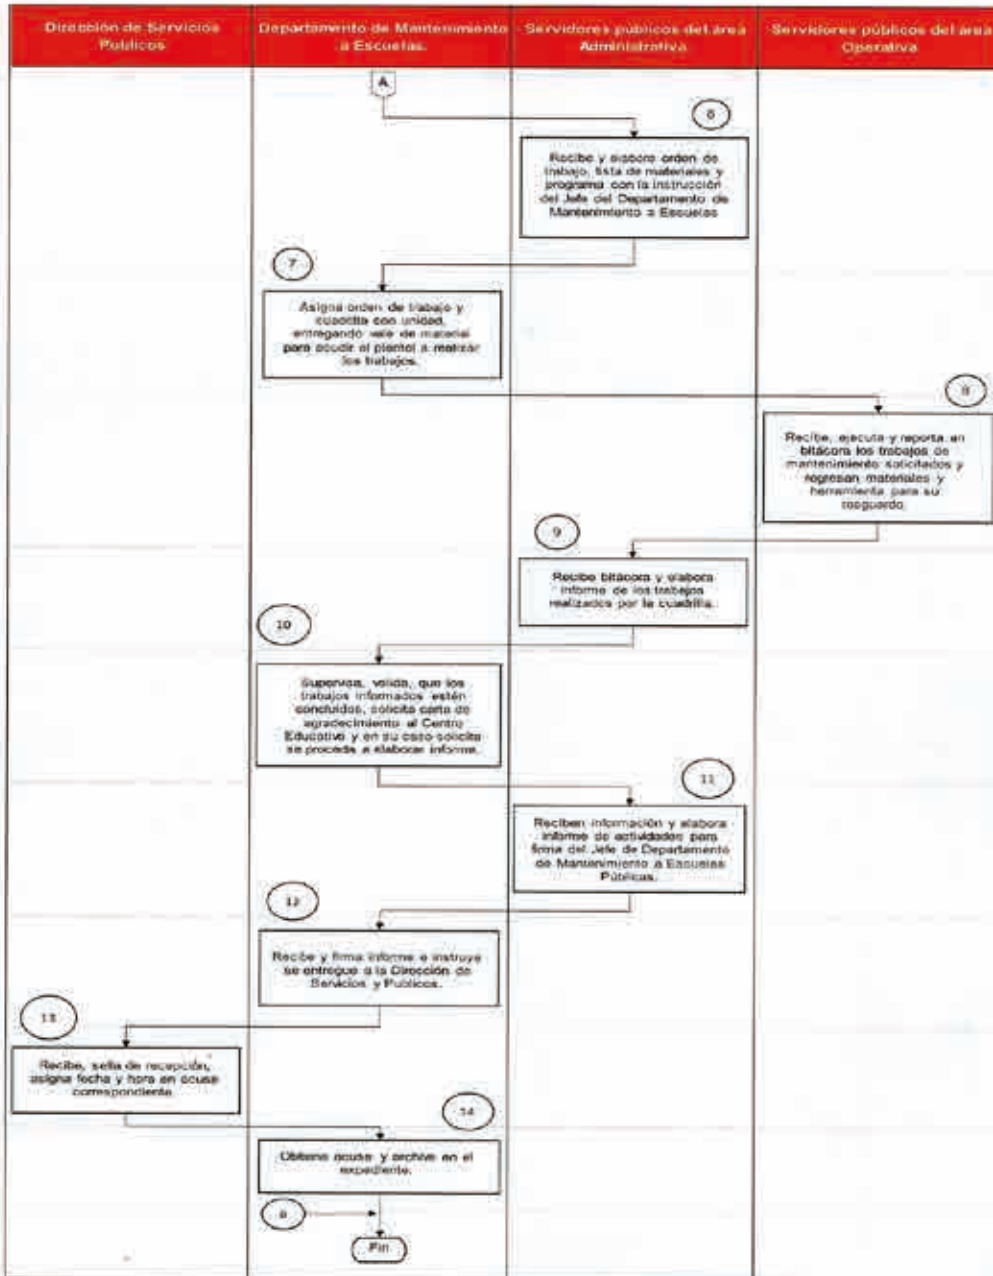 Dirección de Servicios
Publicos
Departamento de Mantenimiento
a Escuelas.
Servidores públicos del área
Administrativa
Servidores públicos del área
Operativa
A
6
Recibe y elabora orden de
trabajo, lista de materiales y
programa con la instrucción
del Jefe del Departamento de
Mantenimiento a Escuelas
7
Asigna orden de trabajo y
cuadrilla con unidad,
entregando vale de material
para acudir al plantel a realizar
los trabajos.
8
Recibe, ejecuta y reporta en
bitácora los trabajos de
mantenimiento solicitados y
regresan materiales y
herramienta para su
resguardo.
9
Recibe bitácora y elabora
informe de los trabajos
realizados por la cuadrilla.
10
Supervisa, valida, que los
trabajos informados estén
concluidos, solicita carta de
agradecimiento al Centro
Educativo y en su caso solicita
se proceda a elaborar informe.
11
Reciben información y elabora
informe de actividades para
firma del Jefe de Departamento
de Mantenimiento a Escuelas
Públicas.
12
Recibe y firma informe e instruye
se entregue a la Dirección de
Servicios y Publicos.
13
Recibe, sella de recepción,
asigna fecha y hora en acuse
correspondiente.
14
Obtiene acuse y archiva en el
expediente.
Fin